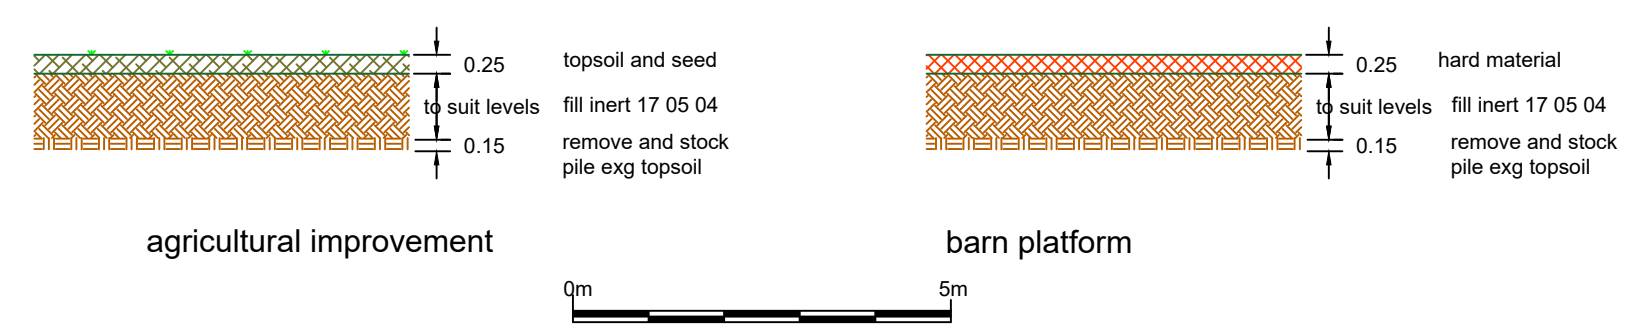 0.25
topsoil and seed
to suit levels
fill inert 17 05 04
0.15
remove and stock
pile exg topsoil
agricultural improvement
0.25
hard material
to suit levels
fill inert 17 05 04
0.15
remove and stock
pile exg topsoil
barn platform
0m
5m